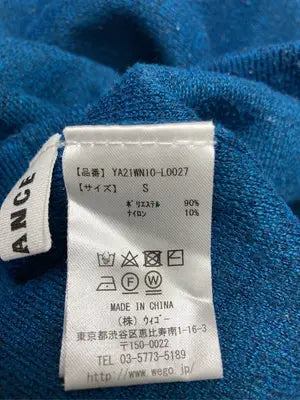 ANCE
【品番】 YA21WN10-L0027
【サイズ】 S
ポリエステル 90%
ナイロン 10%
MADE IN CHINA
(株) ウィゴー
東京都渋谷区恵比寿南1-16-3
〒150-0022
TEL 03-5773-5189
http://www.wego.jp/